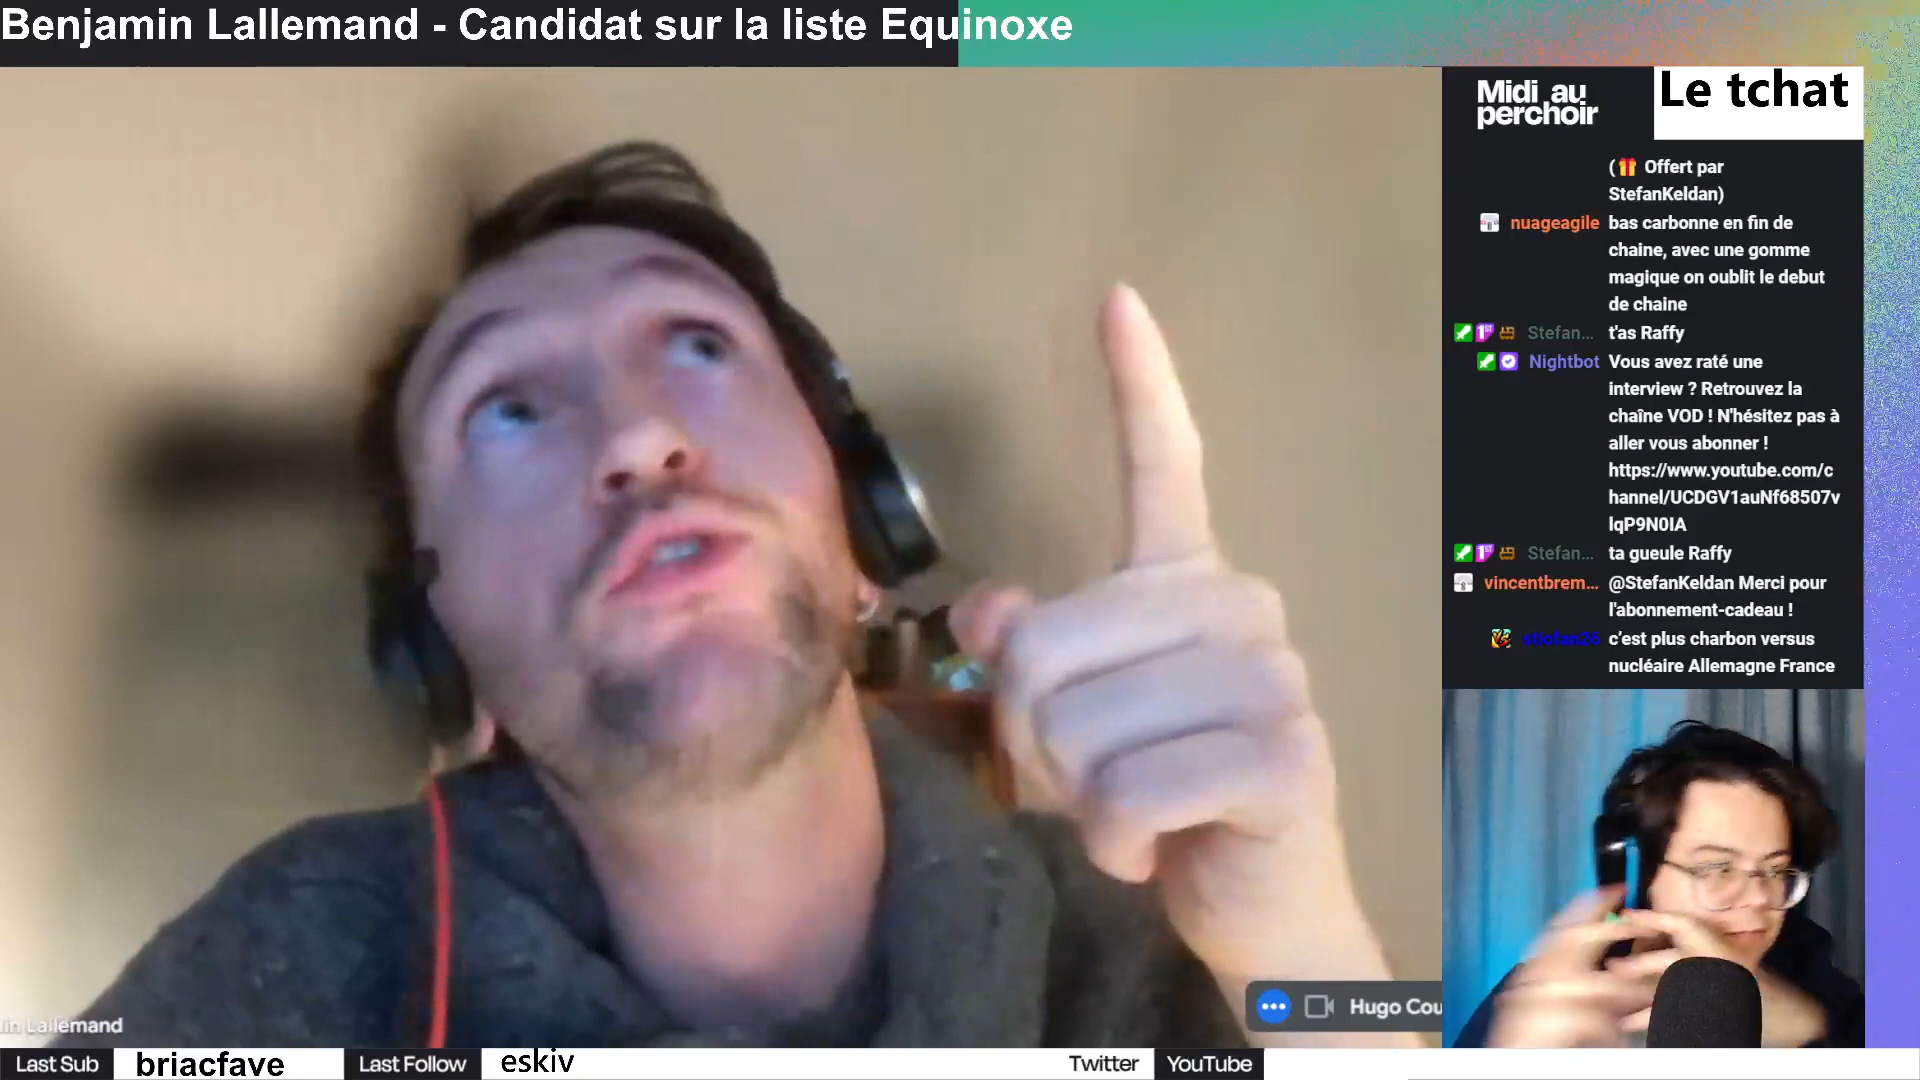 Benjamin Lallemand - Candidat sur la liste Equinoxe
Midi au
perchoir
Le tchat
( Offert par
StefanKeldan)
nuageagile bas carbonne en fin de
chaine, avec une gomme
magique on oublit le debut
de chaine
Stefan... t'as Raffy
Nightbot Vous avez raté une
interview ? Retrouvez la
chaîne VOD ! N'hésitez pas à
aller vous abonner !
https://www.youtube.com/c
hannel/UCDGV1auNf68507v
lqP9N0IA
Stefan... ta gueule Raffy
vincentbrem... @StefanKeldan Merci pour
l'abonnement-cadeau !
stiofan26 c'est plus charbon versus
nucléaire Allemagne France
Hugo Cou
in Lallemand
Last Sub briacfave Last Follow eskiv Twitter YouTube